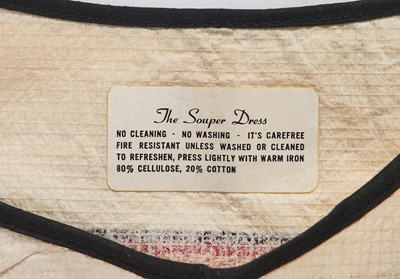 The Souper Dress
NO CLEANING - NO WASHING - IT'S CAREFREE
FIRE RESISTANT UNLESS WASHED OR CLEANED
TO REFRESHEN, PRESS LIGHTLY WITH WARM IRON
80% CELLULOSE, 20% COTTON